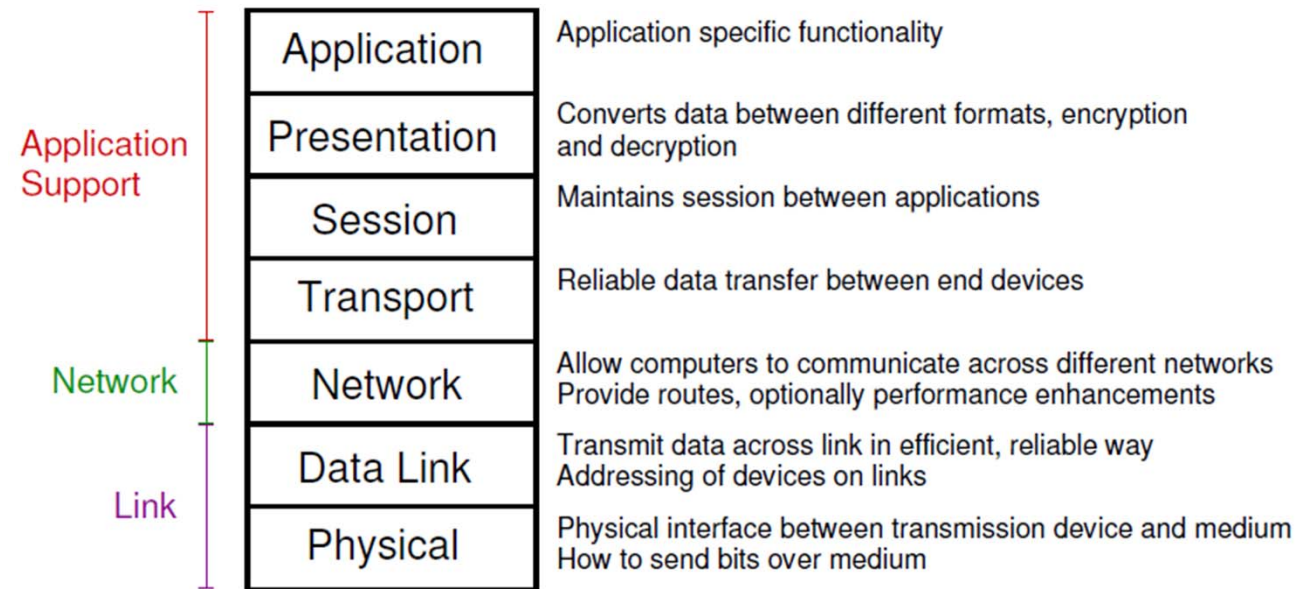 Application
Application specific functionality
Presentation
Converts data between different formats, encryption
and decryption
Application
Support
Session
Maintains session between applications
Transport
Reliable data transfer between end devices
Network
Network
Allow computers to communicate across different networks
Provide routes, optionally performance enhancements
Data Link
Transmit data across link in efficient, reliable way
Addressing of devices on links
Link
Physical
Physical interface between transmission device and medium
How to send bits over medium